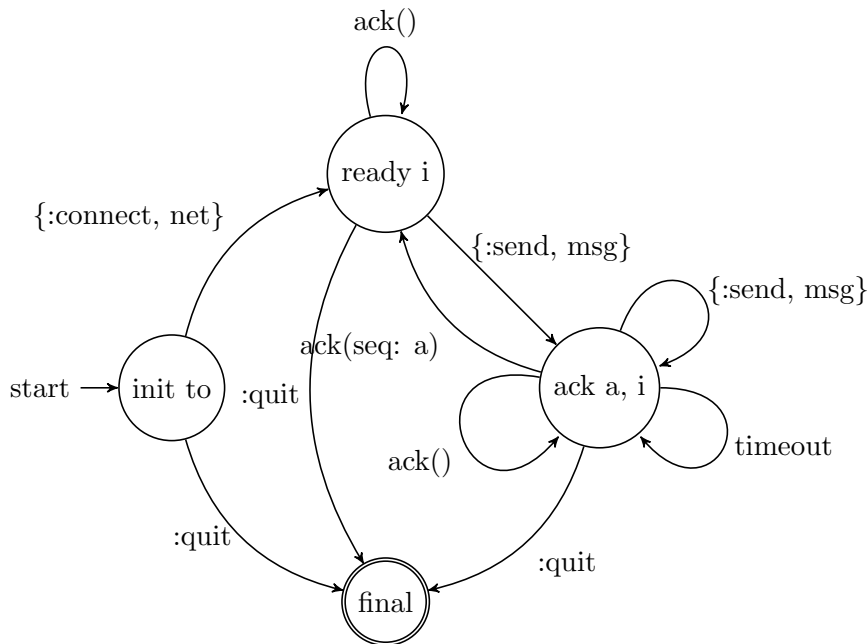 ack()
ready i
{:connect, net}
{:send, msg}
{:send, msg}
ack(seq: a)
start
init to
:quit
ack a, i
timeout
ack()
:quit
:quit
final